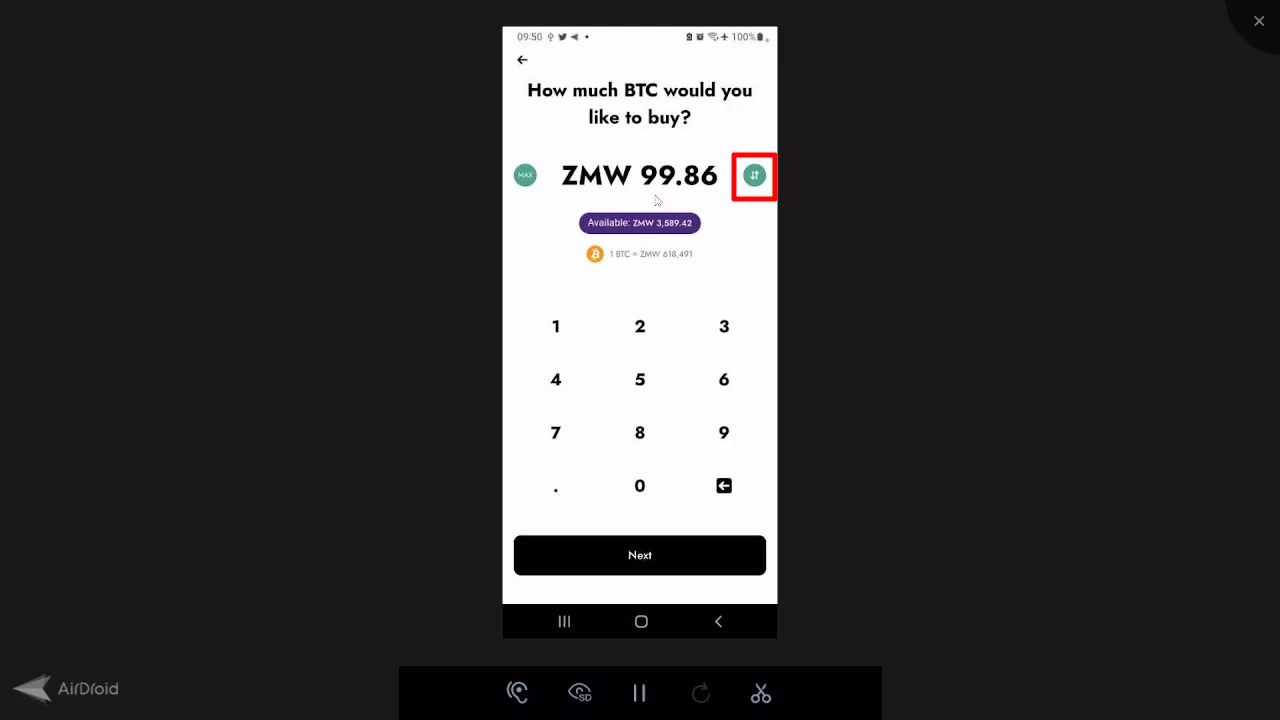 09:50 100%
How much BTC would you
like to buy?
MAX ZMW 99.86
Available: ZMW 3,589.42
1 BTC = ZMW 618,491
1 2 3
4 5 6
7 8 9
. 0
Next
AirDroid
SD